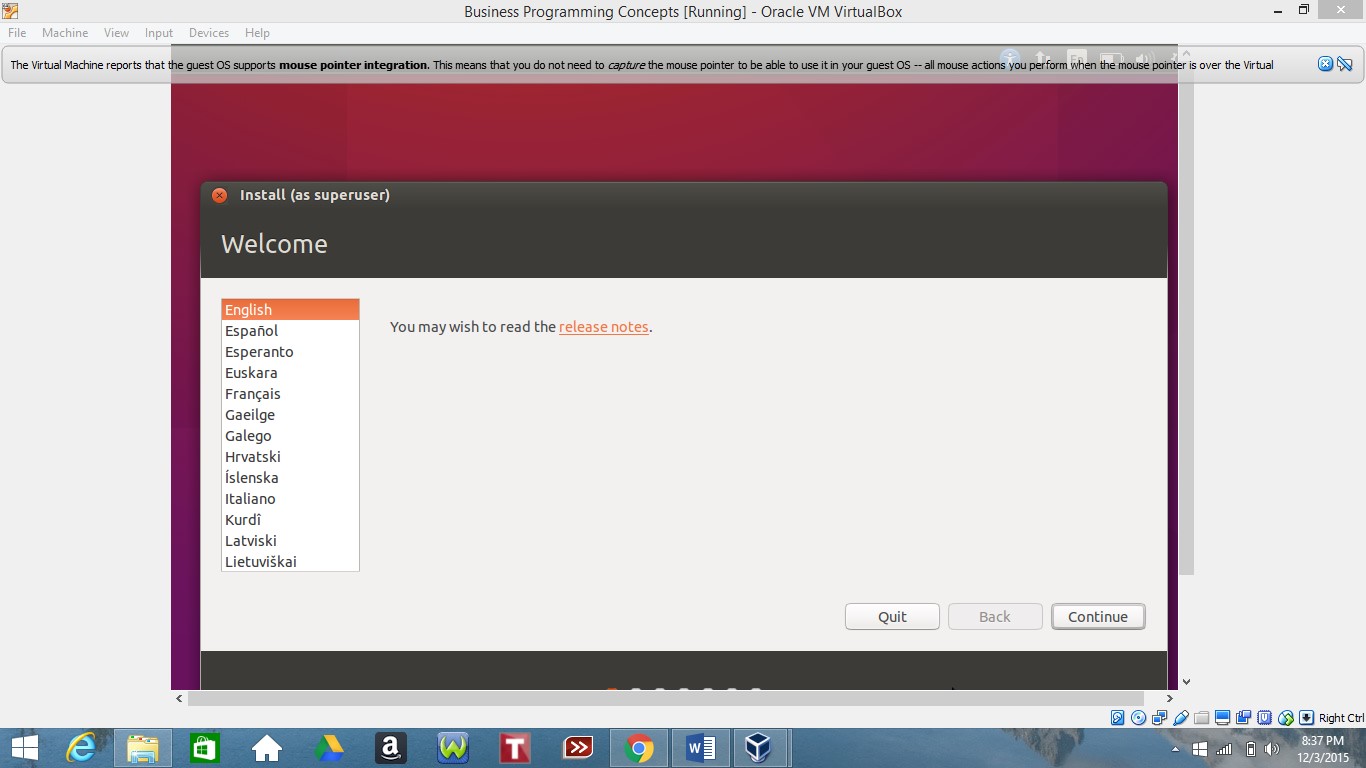 Business Programming Concepts [Running] - Oracle VM VirtualBox
File Machine View Input Devices Help
The Virtual Machine reports that the guest OS supports mouse pointer integration. This means that you do not need to capture the mouse pointer to be able to use it in your guest OS -- all mouse actions you perform when the mouse pointer is over the Virtual
Install (as superuser)
Welcome
English
Español
Esperanto
Euskara
Français
Gaeilge
Galego
Hrvatski
Íslenska
Italiano
Kurdî
Latviski
Lietuviškai
You may wish to read the release notes.
Quit Back Continue
Right Ctrl
8:37 PM
12/3/2015